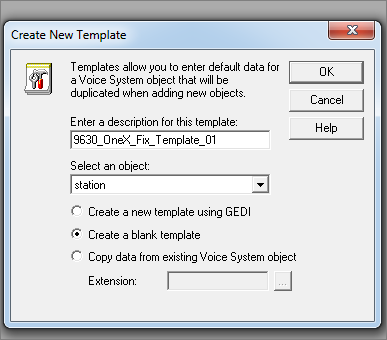 Create New Template
Templates allow you to enter default data for
a Voice System object that will be
duplicated when adding new objects.
OK
Cancel
Help
Enter a description for this template:
9630_OneX_Fix_Template_01
Select an object:
station
Create a new template using GEDI
Create a blank template
Copy data from existing Voice System object
Extension:
...